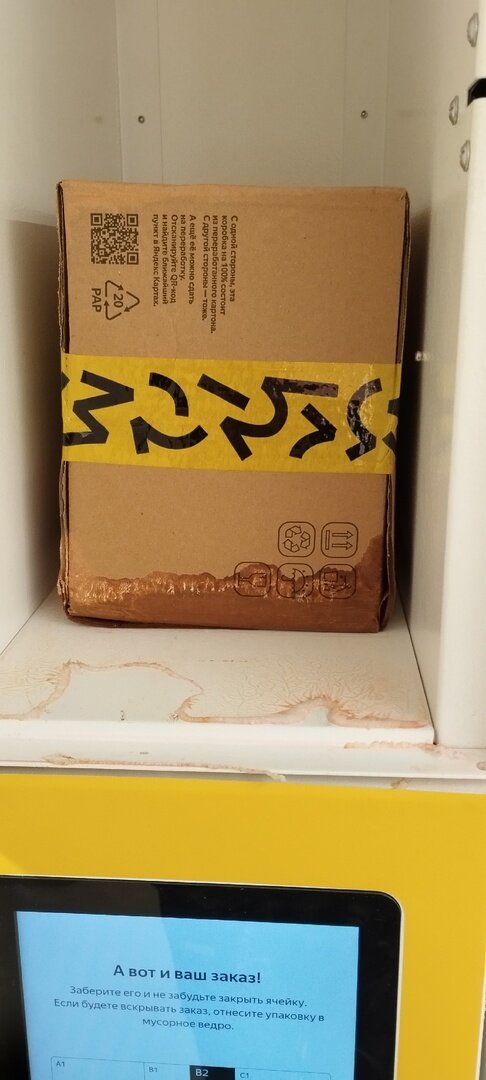 С одной стороны, эта
коробка на 100% состоит
из переработанного картона.
С другой стороны — тоже.
А ещё её можно сдать
на переработку.
Отсканируйте QR-код
и найдите ближайший
пункт в Яндекс Картах.
20
PAP
А вот и ваш заказ!
Заберите его и не забудьте закрыть ячейку.
Если будете вскрывать заказ, отнесите упаковку в
мусорное ведро.
A1 B1 B2 C1